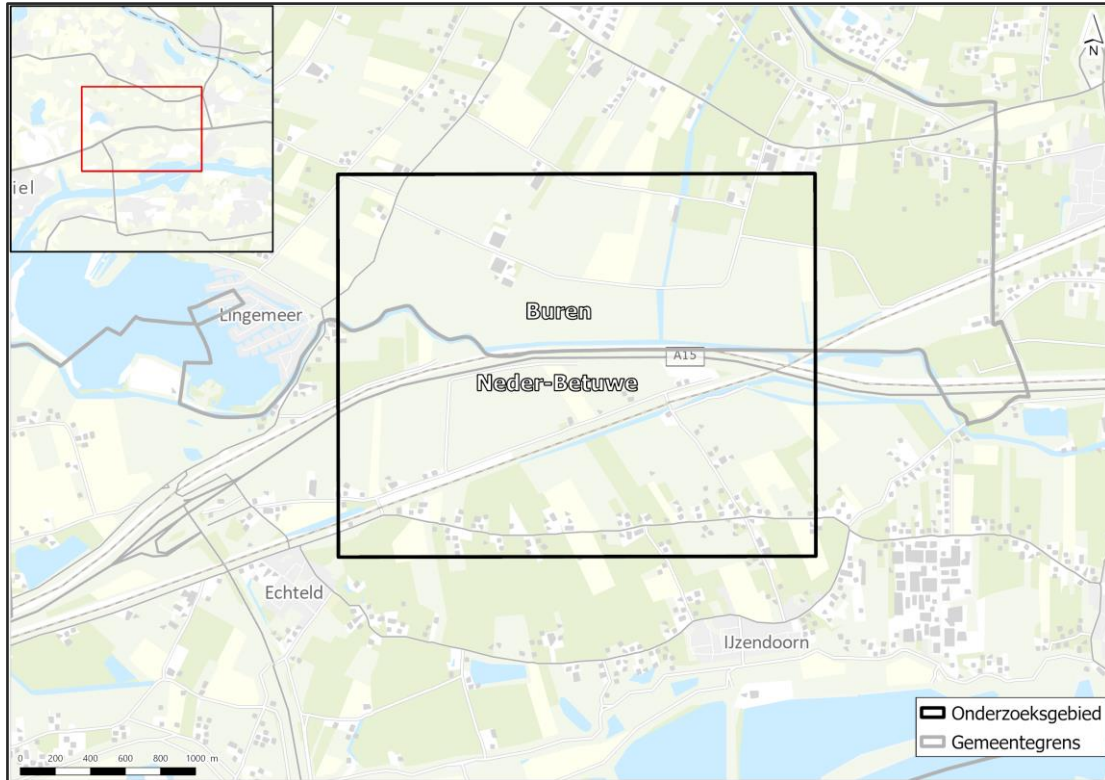 N
iel
Lingemeer
Buren
A15
Neder-Betuwe
Echteld
IJzendoorn
Onderzoeksgebied
Gemeentegrens
0 200 400 600 800 1000 m